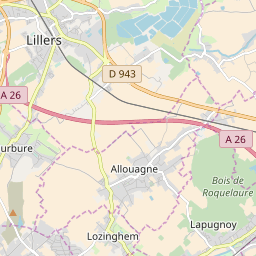 Lillers
D 943
A 26
A 26
urbure
Allouagne
Bois de
Roquelaure
Lapugnoy
Lozinghem